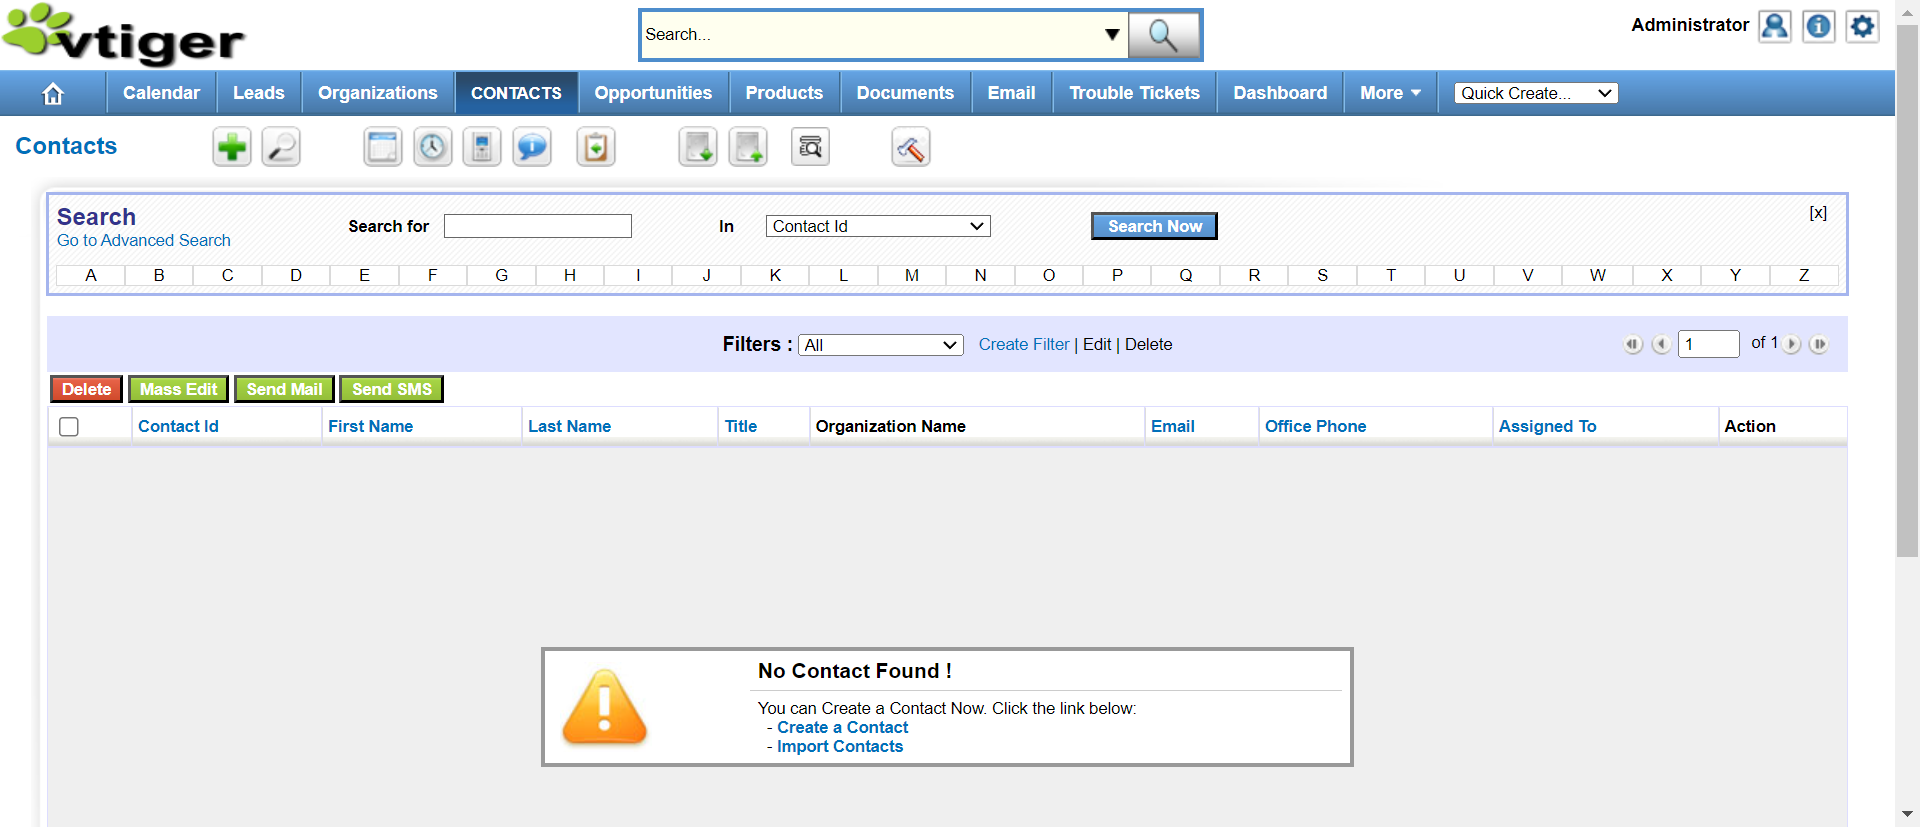 vtiger
Search...
Administrator
Calendar Leads Organizations CONTACTS Opportunities Products Documents Email Trouble Tickets Dashboard More Quick Create...
Contacts
Search
Go to Advanced Search
Search for In Contact Id Search Now [x]
A B C D E F G H I J K L M N O P Q R S T U V W X Y Z
Filters : All Create Filter | Edit | Delete 1 of 1
Delete Mass Edit Send Mail Send SMS
Contact Id First Name Last Name Title Organization Name Email Office Phone Assigned To Action
No Contact Found !
You can Create a Contact Now. Click the link below:
- Create a Contact
- Import Contacts